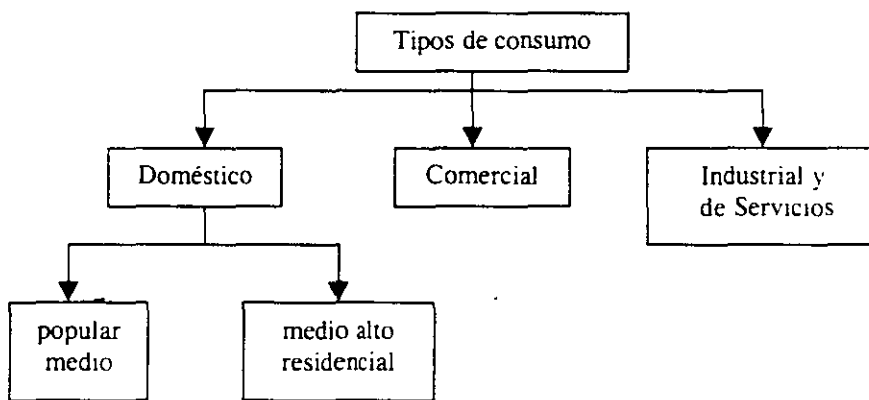 Tipos de consumo
Doméstico
Comercial
Industrial y
de Servicios
popular
medio
medio alto
residencial